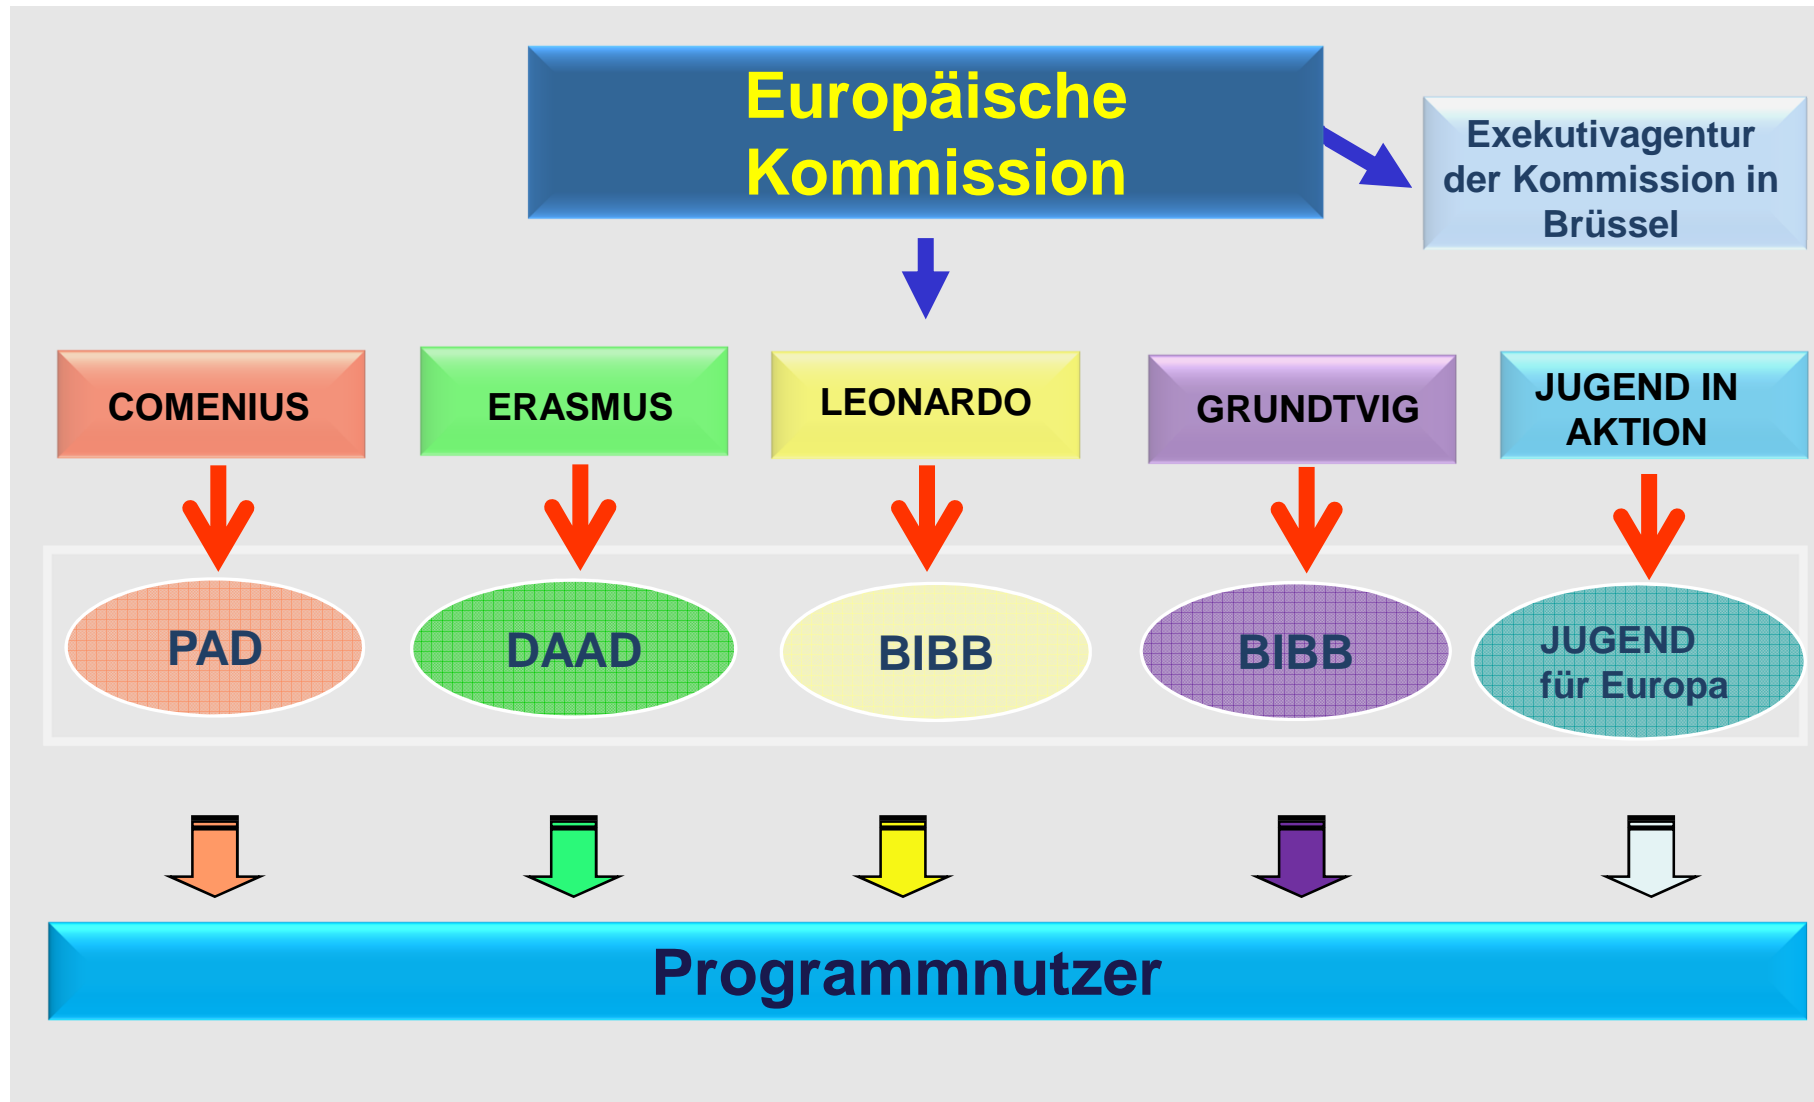 Europäische
Kommission
Exekutivagentur
der Kommission in
Brüssel
COMENIUS
ERASMUS
LEONARDO
GRUNDTVIG
JUGEND IN
AKTION
PAD
DAAD
BIBB
BIBB
JUGEND
für Europa
Programmnutzer